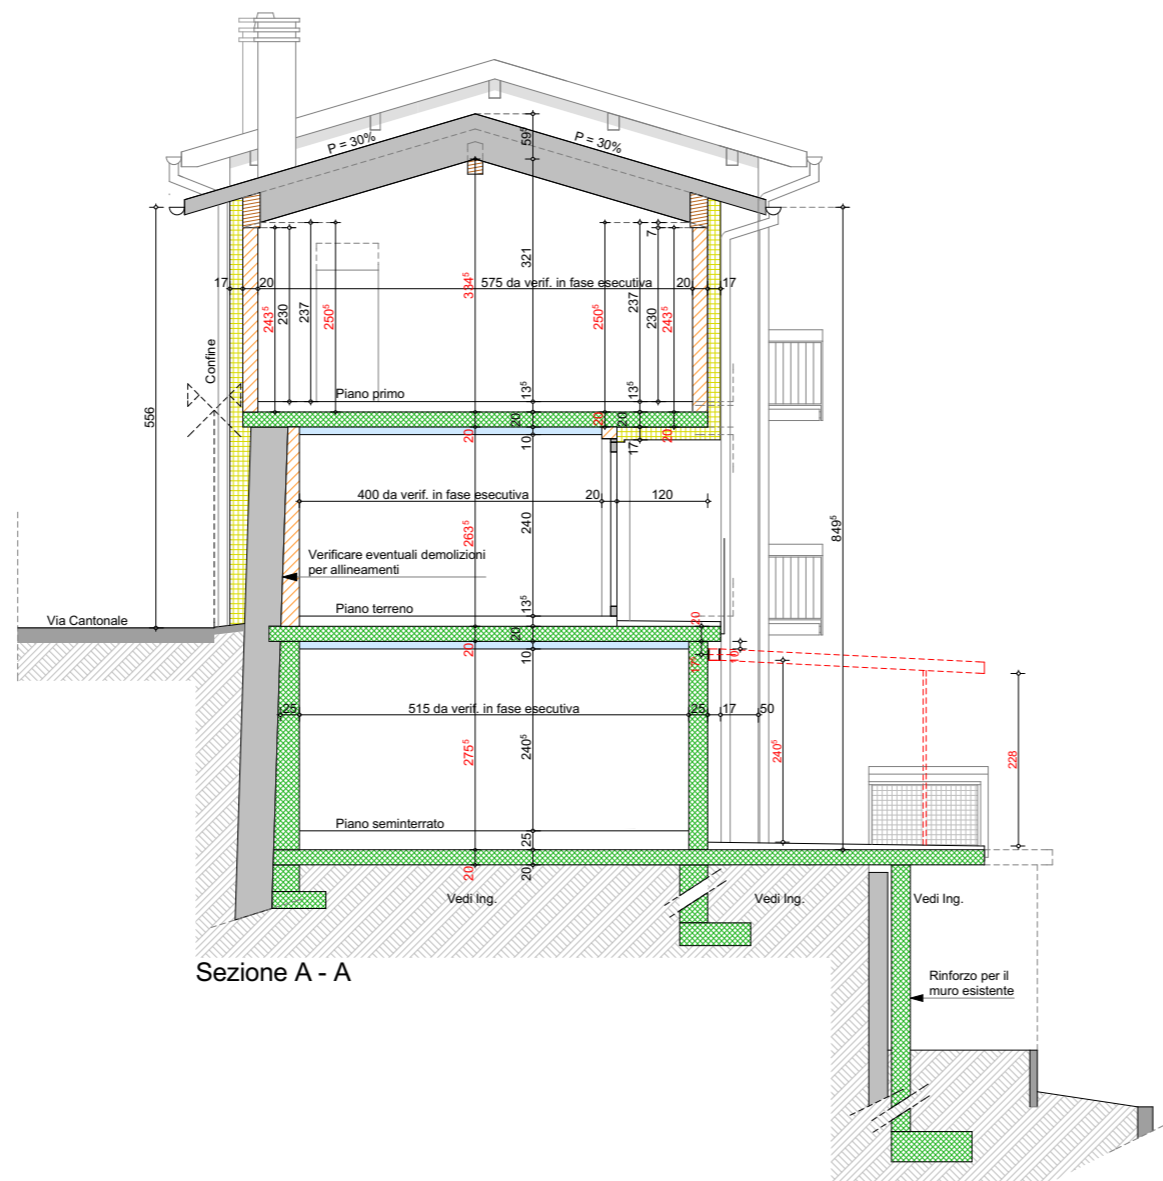 P = 30%
P = 30%
59⁵
321
334⁵
17
20
575 da verif. in fase esecutiva
20
17
7
243⁵
230
237
250⁵
250⁵
237
230
243⁵
Confine
556
849⁵
Piano primo
13⁵
13⁵
20
20
20
20
20
10
17
400 da verif. in fase esecutiva
20
120
263⁵
240
Verificare eventuali demolizioni
per allineamenti
Piano terreno
13⁵
Via Cantonale
20
20
20
10
17⁵
10
25
515 da verif. in fase esecutiva
25
17
50
275⁵
240⁵
240⁵
228
Piano seminterrato
25
20
20
Vedi Ing.
Vedi Ing.
Vedi Ing.
Sezione A - A
Rinforzo per il
muro esistente